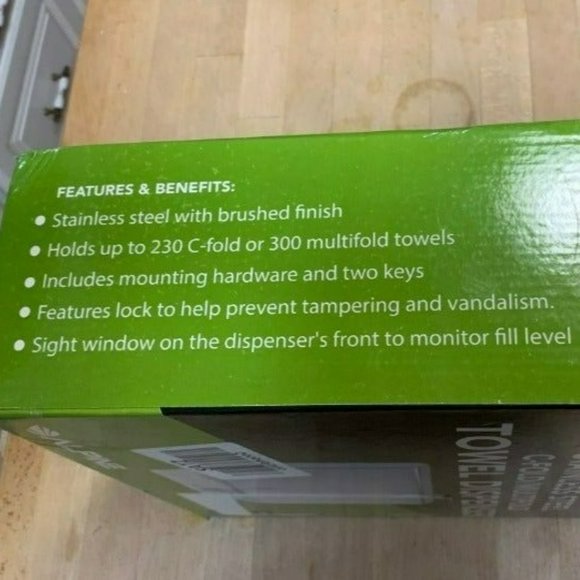 FEATURES & BENEFITS:
• Stainless steel with brushed finish
• Holds up to 230 C-fold or 300 multifold towels
• Includes mounting hardware and two keys
• Features lock to help prevent tampering and vandalism.
• Sight window on the dispenser's front to monitor fill level
ALPINE
TOWEL